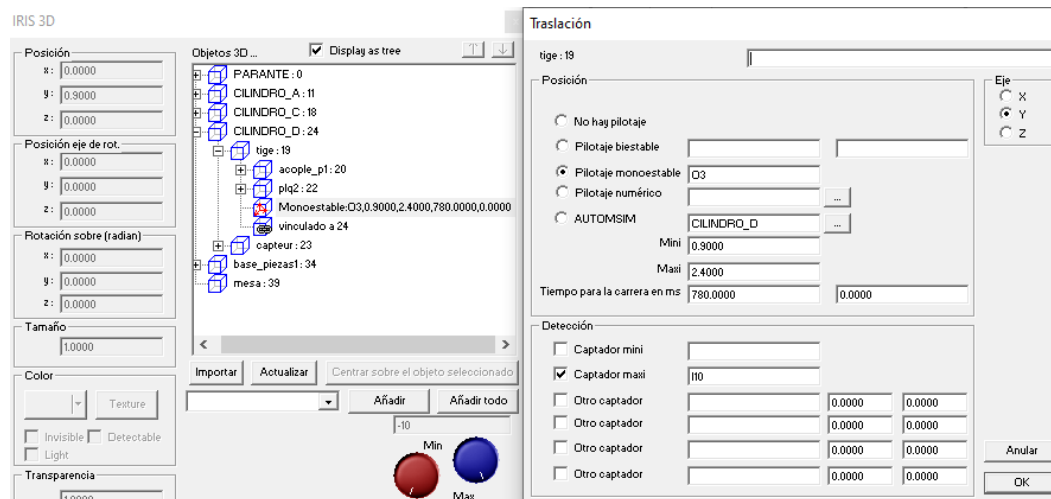 IRIS 3D
Posición
x: 0.0000
y: 0.9000
z: 0.0000
Posición eje de rot.
x: 0.0000
y: 0.0000
z: 0.0000
Rotación sobre (radian)
x: 0.0000
y: 0.0000
z: 0.0000
Tamaño
1.0000
Color
Texture
Invisible Detectable
Light
Transparencia
1.0000
Objetos 3D ... Display as tree
PARANTE : 0
CILINDRO_A : 11
CILINDRO_C : 18
CILINDRO_D : 24
tige : 19
acople_p1 : 20
plq2 : 22
Monoestable:O3,0.9000,2.4000,780.0000,0.0000
vinculado a 24
capteur : 23
base_piezas1 : 34
mesa : 39
Importar Actualizar Centrar sobre el objeto seleccionado
Añadir Añadir todo
-10
Min
Max
Traslación
tige : 19
Posición
No hay pilotaje
Pilotaje biestable
Pilotaje monoestable O3
Pilotaje numérico ...
AUTOMSIM CILINDRO_D ...
Mini 0.9000
Maxi 2.4000
Tiempo para la carrera en ms 780.0000 0.0000
Detección
Captador mini
Captador maxi I10
Otro captador 0.0000 0.0000
Otro captador 0.0000 0.0000
Otro captador 0.0000 0.0000
Otro captador 0.0000 0.0000
Eje
X
Y
Z
Anular
OK